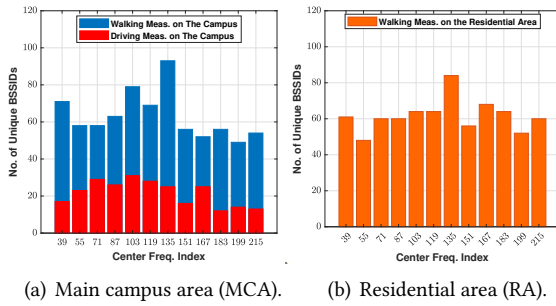 120
100
80
60
40
20
0
No. of Unique BSSIDs
Walking Meas. on The Campus
Driving Meas. on The Campus
39 55 71 87 103 119 135 151 167 183 199 215
Center Freq. Index
(a) Main campus area (MCA).
120
100
80
60
40
20
0
No. of Unique BSSIDs
Walking Meas. on the Residential Area
39 55 71 87 103 119 135 151 167 183 199 215
Center Freq. Index
(b) Residential area (RA).